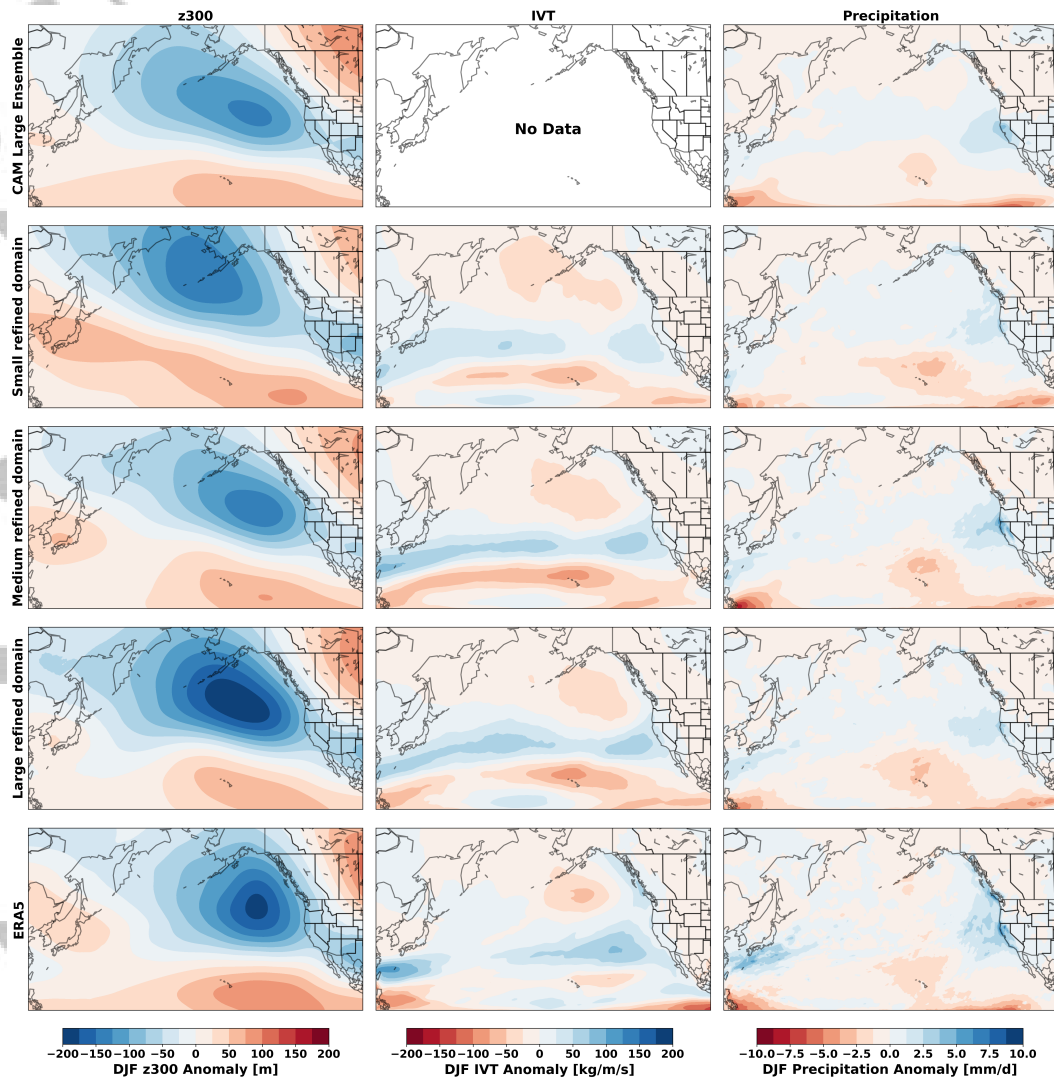 z300 IVT Precipitation
CAM Large Ensemble
No Data
Small refined domain
Medium refined domain
Large refined domain
ERA5
−200 −150 −100 −50 0 50 100 150 200
DJF z300 Anomaly [m]
−200 −150 −100 −50 0 50 100 150 200
DJF IVT Anomaly [kg/m/s]
−10.0 −7.5 −5.0 −2.5 0.0 2.5 5.0 7.5 10.0
DJF Precipitation Anomaly [mm/d]